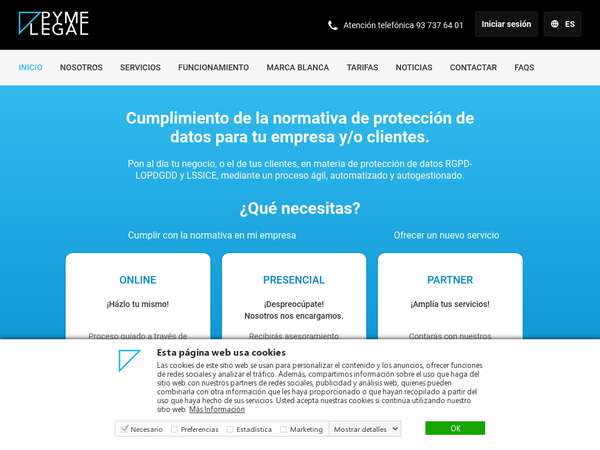 PYME
LEGAL
Atención telefónica 93 737 64 01
Iniciar sesión
ES
INICIO NOSOTROS SERVICIOS FUNCIONAMIENTO MARCA BLANCA TARIFAS NOTICIAS CONTACTAR FAQS
Cumplimiento de la normativa de protección de
datos para tu empresa y/o clientes.
Pon al día tu negocio, o el de tus clientes, en materia de protección de datos RGPD-
LOPDGDD y LSSICE, mediante un proceso ágil, automatizado y autogestionado.
¿Qué necesitas?
Cumplir con la normativa en mi empresa
Ofrecer un nuevo servicio
ONLINE
¡Házlo tu mismo!
Proceso guiado a través de
PRESENCIAL
¡Despreocúpate!
Nosotros nos encargamos.
Recibirás asesoramiento
PARTNER
¡Amplía tus servicios!
Contarás con nuestros
Esta página web usa cookies
Las cookies de este sitio web se usan para personalizar el contenido y los anuncios, ofrecer funciones
de redes sociales y analizar el tráfico. Además, compartimos información sobre el uso que haga del
sitio web con nuestros partners de redes sociales, publicidad y análisis web, quienes pueden
combinarla con otra información que les haya proporcionado o que hayan recopilado a partir del
uso que haya hecho de sus servicios. Usted acepta nuestras cookies si continúa utilizando nuestro
sitio web. Más Información
Necesario Preferencias Estadística Marketing Mostrar detalles
OK